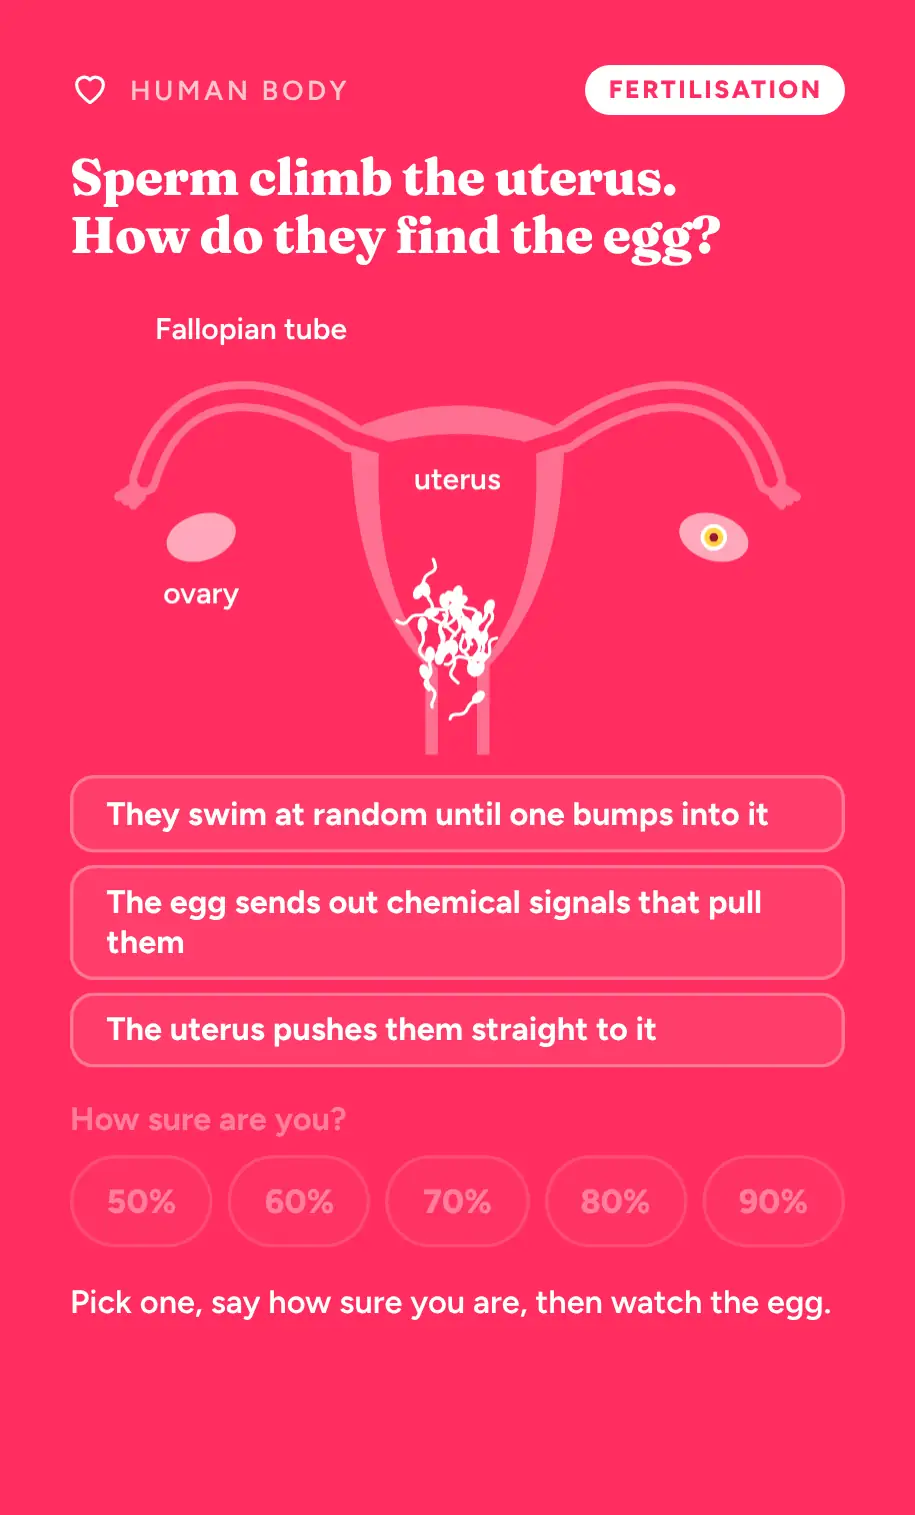 HUMAN BODY
FERTILISATION
Sperm climb the uterus.
How do they find the egg?
Fallopian tube
uterus
ovary
They swim at random until one bumps into it
The egg sends out chemical signals that pull
them
The uterus pushes them straight to it
How sure are you?
50% 60% 70% 80% 90%
Pick one, say how sure you are, then watch the egg.